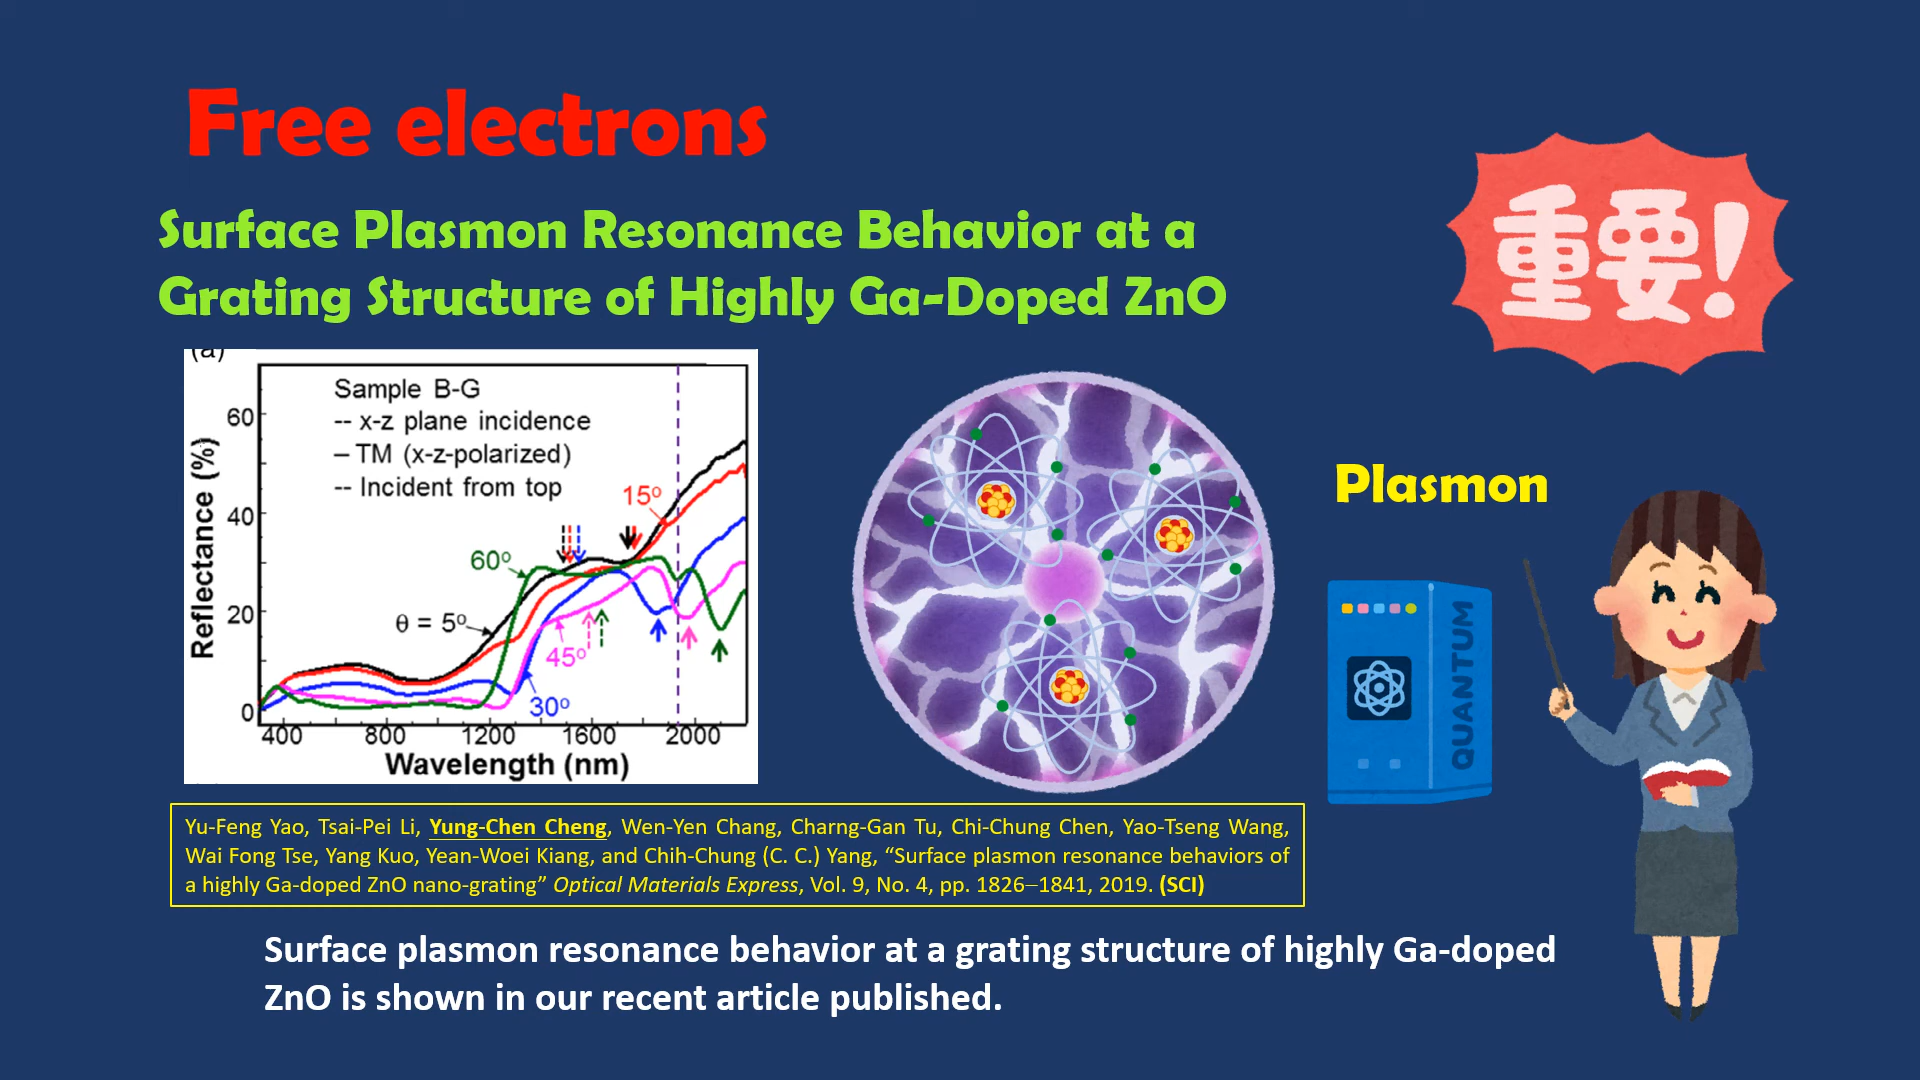 Free electrons
Surface Plasmon Resonance Behavior at a
Grating Structure of Highly Ga-Doped ZnO
重要!
(a)
Sample B-G
-- x-z plane incidence
– TM (x-z-polarized)
-- Incident from top
15º
60º
θ = 5º
45º
30º
Reflectance (%)
60
40
20
0
400 800 1200 1600 2000
Wavelength (nm)
Plasmon
QUANTUM
Yu-Feng Yao, Tsai-Pei Li, Yung-Chen Cheng, Wen-Yen Chang, Charng-Gan Tu, Chi-Chung Chen, Yao-Tseng Wang,
Wai Fong Tse, Yang Kuo, Yean-Woei Kiang, and Chih-Chung (C. C.) Yang, “Surface plasmon resonance behaviors of
a highly Ga-doped ZnO nano-grating” Optical Materials Express, Vol. 9, No. 4, pp. 1826–1841, 2019. (SCI)
Surface plasmon resonance behavior at a grating structure of highly Ga-doped
ZnO is shown in our recent article published.